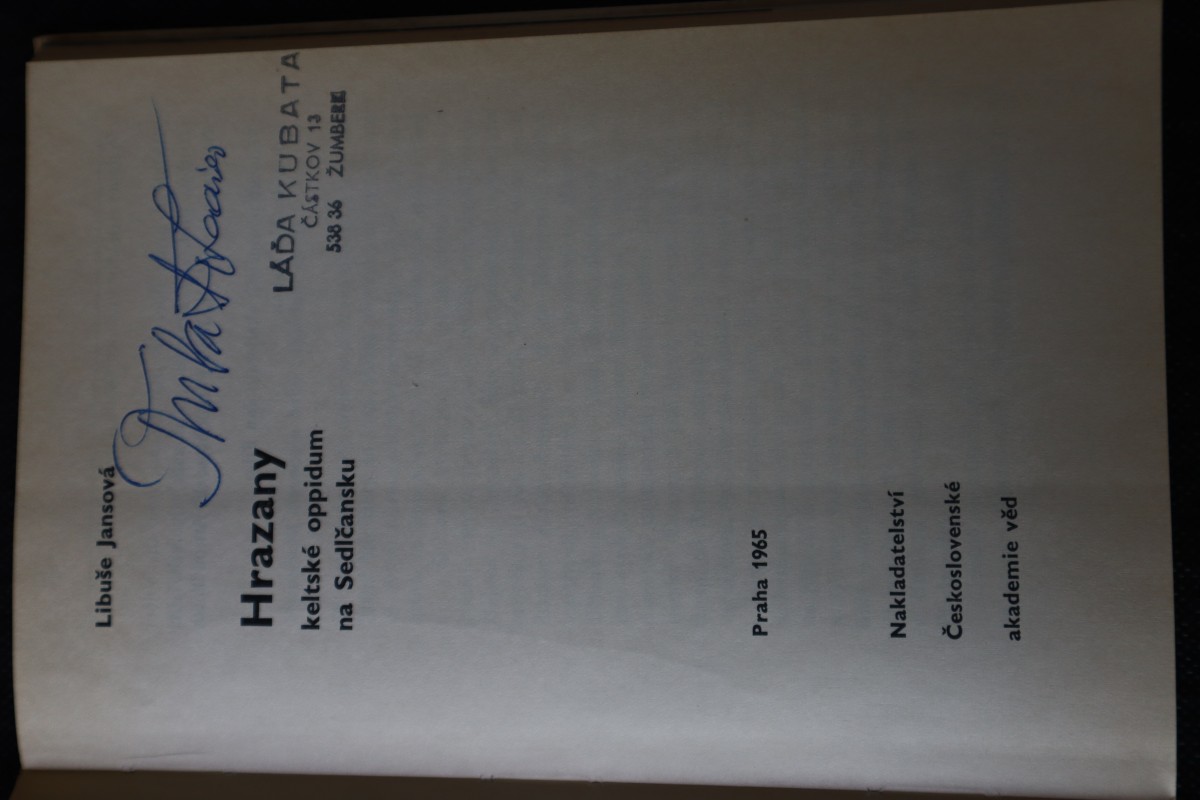 Libuše Jansová
Hrazany
keltské oppidum
na Sedlčansku
LÁĎA KUBATA
ČÁSTKOV 13
538 36 ŽUMBERK
Praha 1965
Nakladatelství
Československé
akademie věd